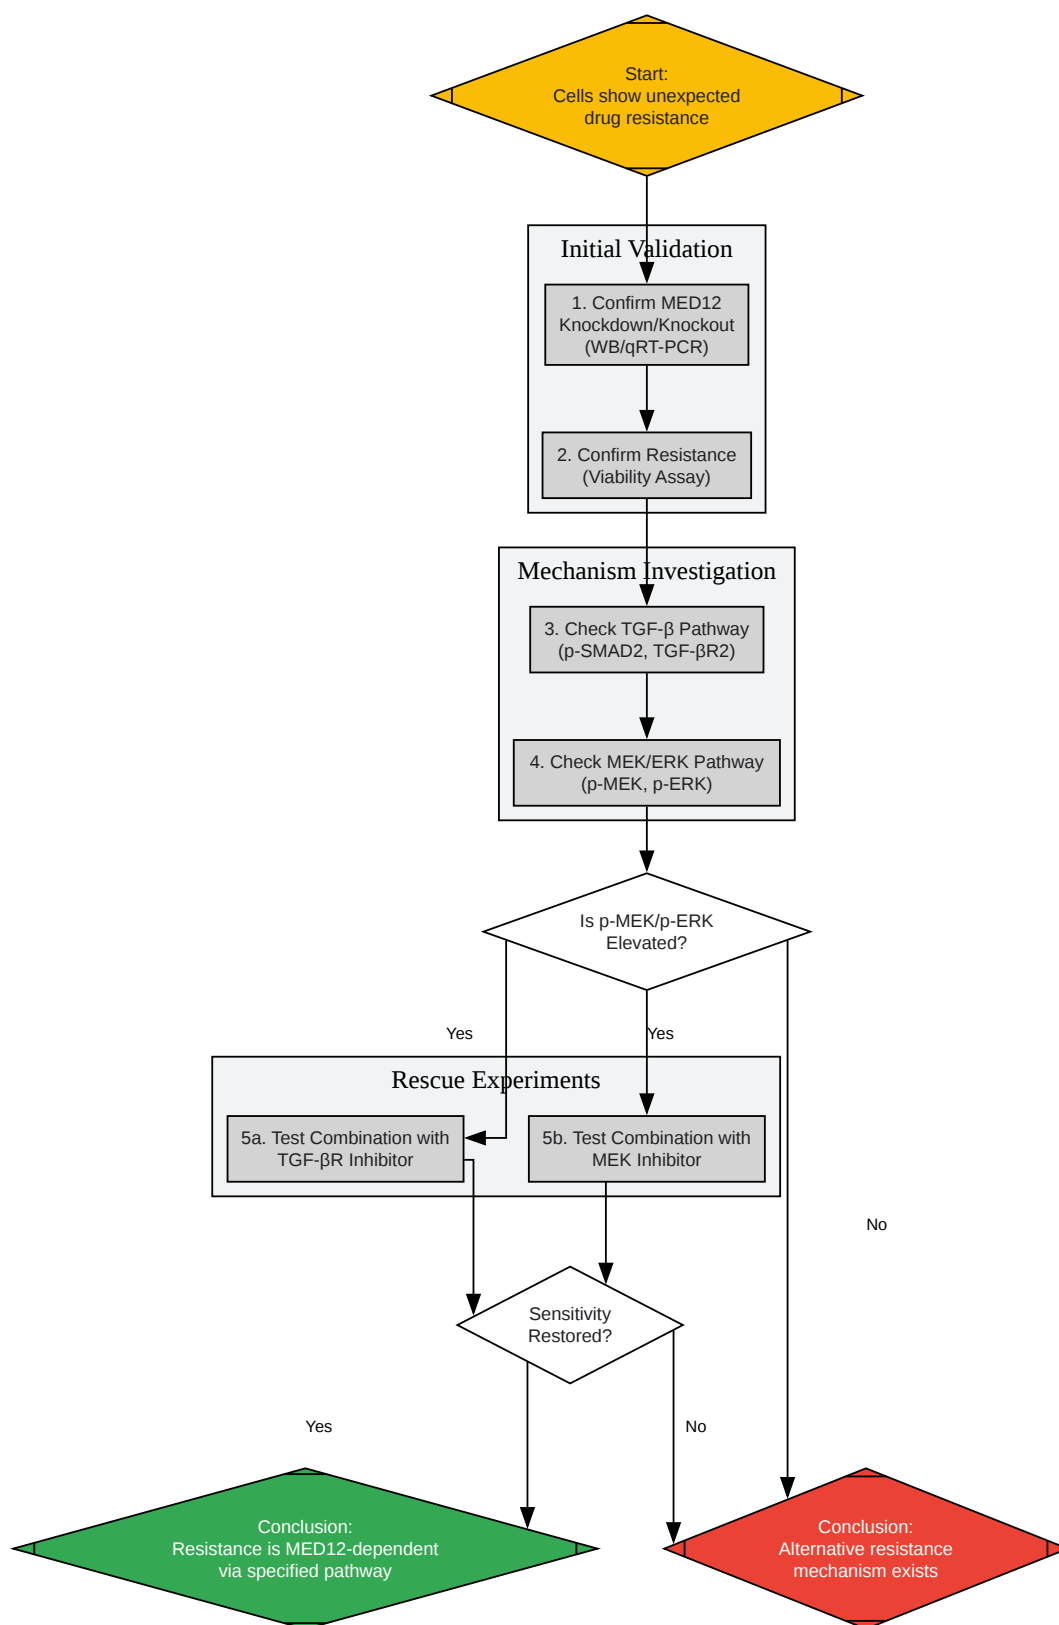 Start:
Cells show unexpected
drug resistance
Initial Validation
1. Confirm MED12
Knockdown/Knockout
(WB/qRT-PCR)
2. Confirm Resistance
(Viability Assay)
Mechanism Investigation
3. Check TGF-β Pathway
(p-SMAD2, TGF-βR2)
4. Check MEK/ERK Pathway
(p-MEK, p-ERK)
Is p-MEK/p-ERK
Elevated?
Yes
Yes
Rescue Experiments
5a. Test Combination with
TGF-βR Inhibitor
5b. Test Combination with
MEK Inhibitor
No
Sensitivity
Restored?
Yes
No
Conclusion:
Resistance is MED12-dependent
via specified pathway
Conclusion:
Alternative resistance
mechanism exists